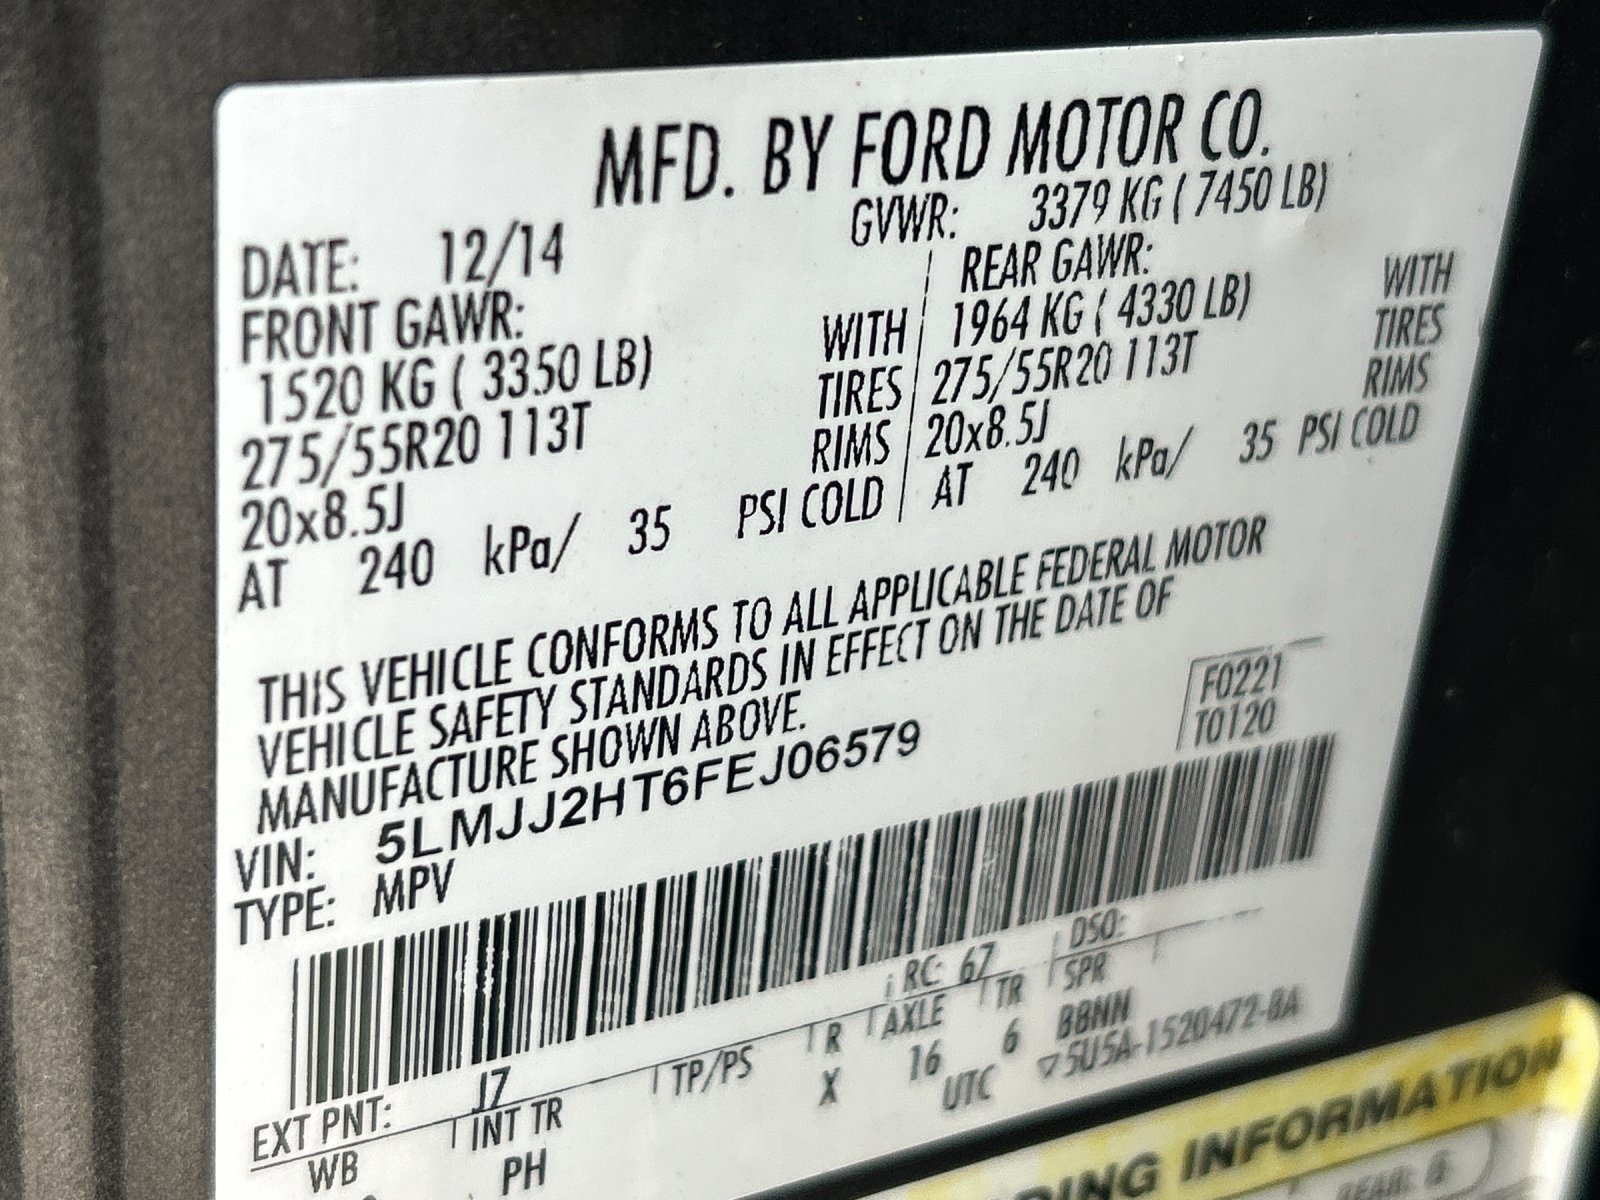 MFD. BY FORD MOTOR CO.
DATE: 12/14 GVWR: 3379 KG ( 7450 LB)
FRONT GAWR: REAR GAWR:
1520 KG ( 3350 LB) WITH 1964 KG ( 4330 LB) WITH
275/55R20 113T TIRES 275/55R20 113T TIRES
20x8.5J RIMS 20x8.5J RIMS
AT 240 kPa/ 35 PSI COLD AT 240 kPa/ 35 PSI COLD
THIS VEHICLE CONFORMS TO ALL APPLICABLE FEDERAL MOTOR
VEHICLE SAFETY STANDARDS IN EFFECT ON THE DATE OF
MANUFACTURE SHOWN ABOVE.
F0221
T0120
VIN: 5LMJJ2HT6FEJ06579
TYPE: MPV
EXT PNT: J7 RC: 67 DSO:
WB INT TR TP/PS R AXLE TR SPR
PH X 16 6 BBNN
UTC ▽5U5A-1520472-BA
ING INFORMATION
REAR: